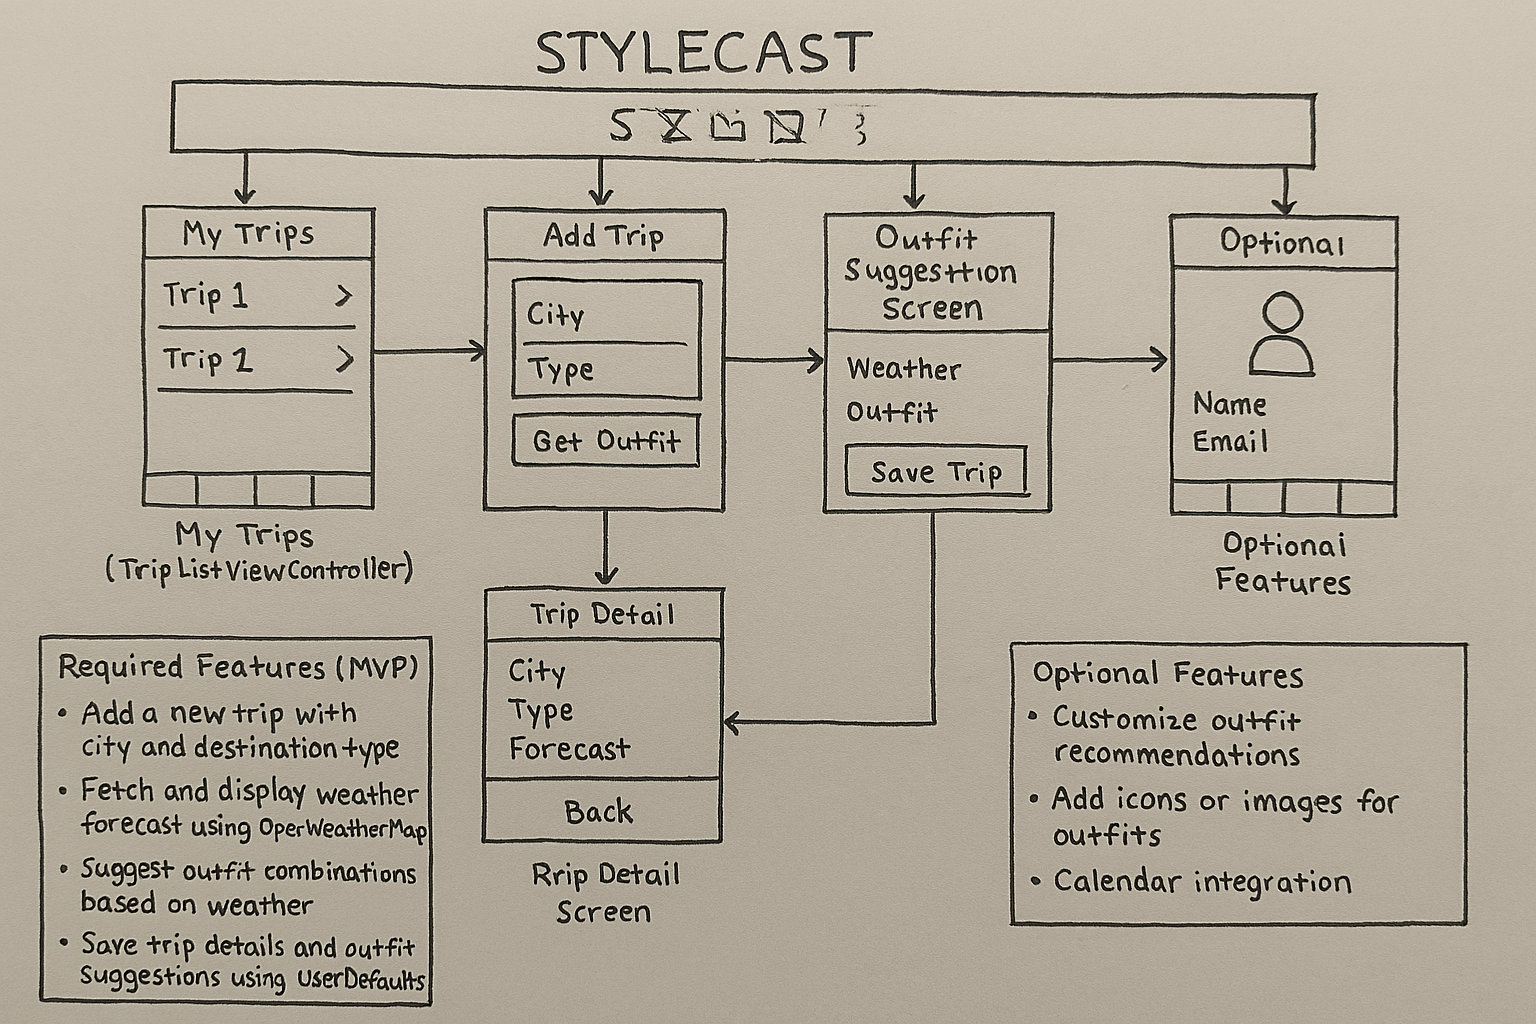 STYLECAST
My Trips
Trip 1 >
Trip 2 >
My Trips
(TripListViewController)
Add Trip
City
Type
Get Outfit
Outfit
Suggesttion
Screen
Weather
Outfit
Save Trip
Optional
Name
Email
Optionai
Features
Trip Detail
City
Type
Forecast
Back
Rrip Detail
Screen
Required Features (MVP)
• Add a new trip with
city and destination type
• Fetch and display weather
forecast using OperWeatherMap
• Suggest outfit combinations
based on weather
• Save trip details and outfit
suggestions using UserDefaults
Optional Features
• Customize outfit
recommendations
• Add icons or images for
outfits
• Calendar integration